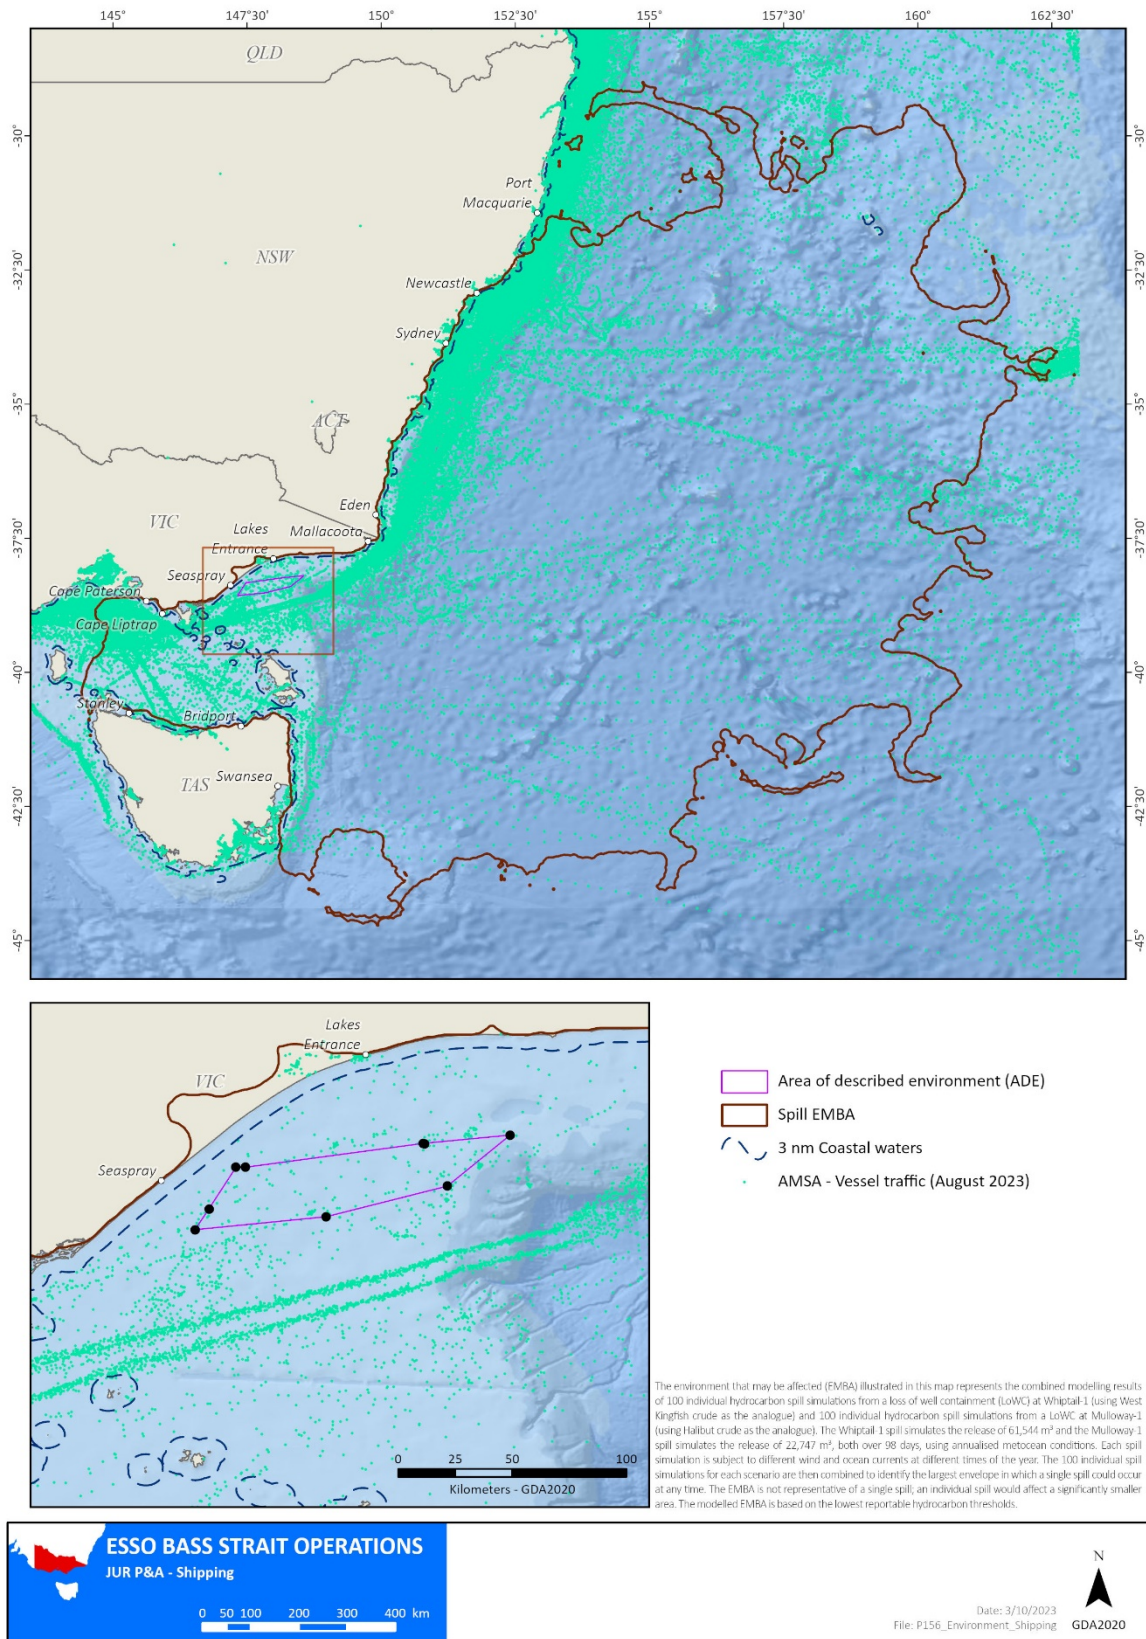 145°
147°30'
150°
152°30'
155°
157°30'
160°
162°30'
QLD
-30°
-30°
Port
Macquarie
NSW
-32°30'
-32°30'
Newcastle
Sydney
-35°
-35°
ACT
Eden
VIC
Lakes
Entrance
Mallacoota
-37°30'
-37°30'
Seaspray
Cape Paterson
Cape Liptrap
-40°
-40°
Stanley
Bridport
TAS
Swansea
-42°30'
-42°30'
-45°
-45°
Lakes
Entrance
VIC
Seaspray
0 25 50 100
Kilometers - GDA2020
Area of described environment (ADE)
Spill EMBA
3 nm Coastal waters
AMSA - Vessel traffic (August 2023)
The environment that may be affected (EMBA) illustrated in this map represents the combined modelling results
of 100 individual hydrocarbon spill simulations from a loss of well containment (LoWC) at Whiptail-1 (using West
Kingfish crude as the analogue) and 100 individual hydrocarbon spill simulations from a LoWC at Mulloway-1
(using Halibut crude as the analogue). The Whiptail-1 spill simulates the release of 61,544 m³ and the Mulloway-1
spill simulates the release of 22,747 m³, both over 98 days, using annualised metocean conditions. Each spill
simulation is subject to different wind and ocean currents at different times of the year. The 100 individual spill
simulations for each scenario are then combined to identify the largest envelope in which a single spill could occur
at any time. The EMBA is not representative of a single spill; an individual spill would affect a significantly smaller
area. The modelled EMBA is based on the lowest reportable hydrocarbon thresholds.
ESSO BASS STRAIT OPERATIONS
JUR P&A - Shipping
0 50 100 200 300 400 km
N
GDA2020
Date: 3/10/2023
File: P156_Environment_Shipping